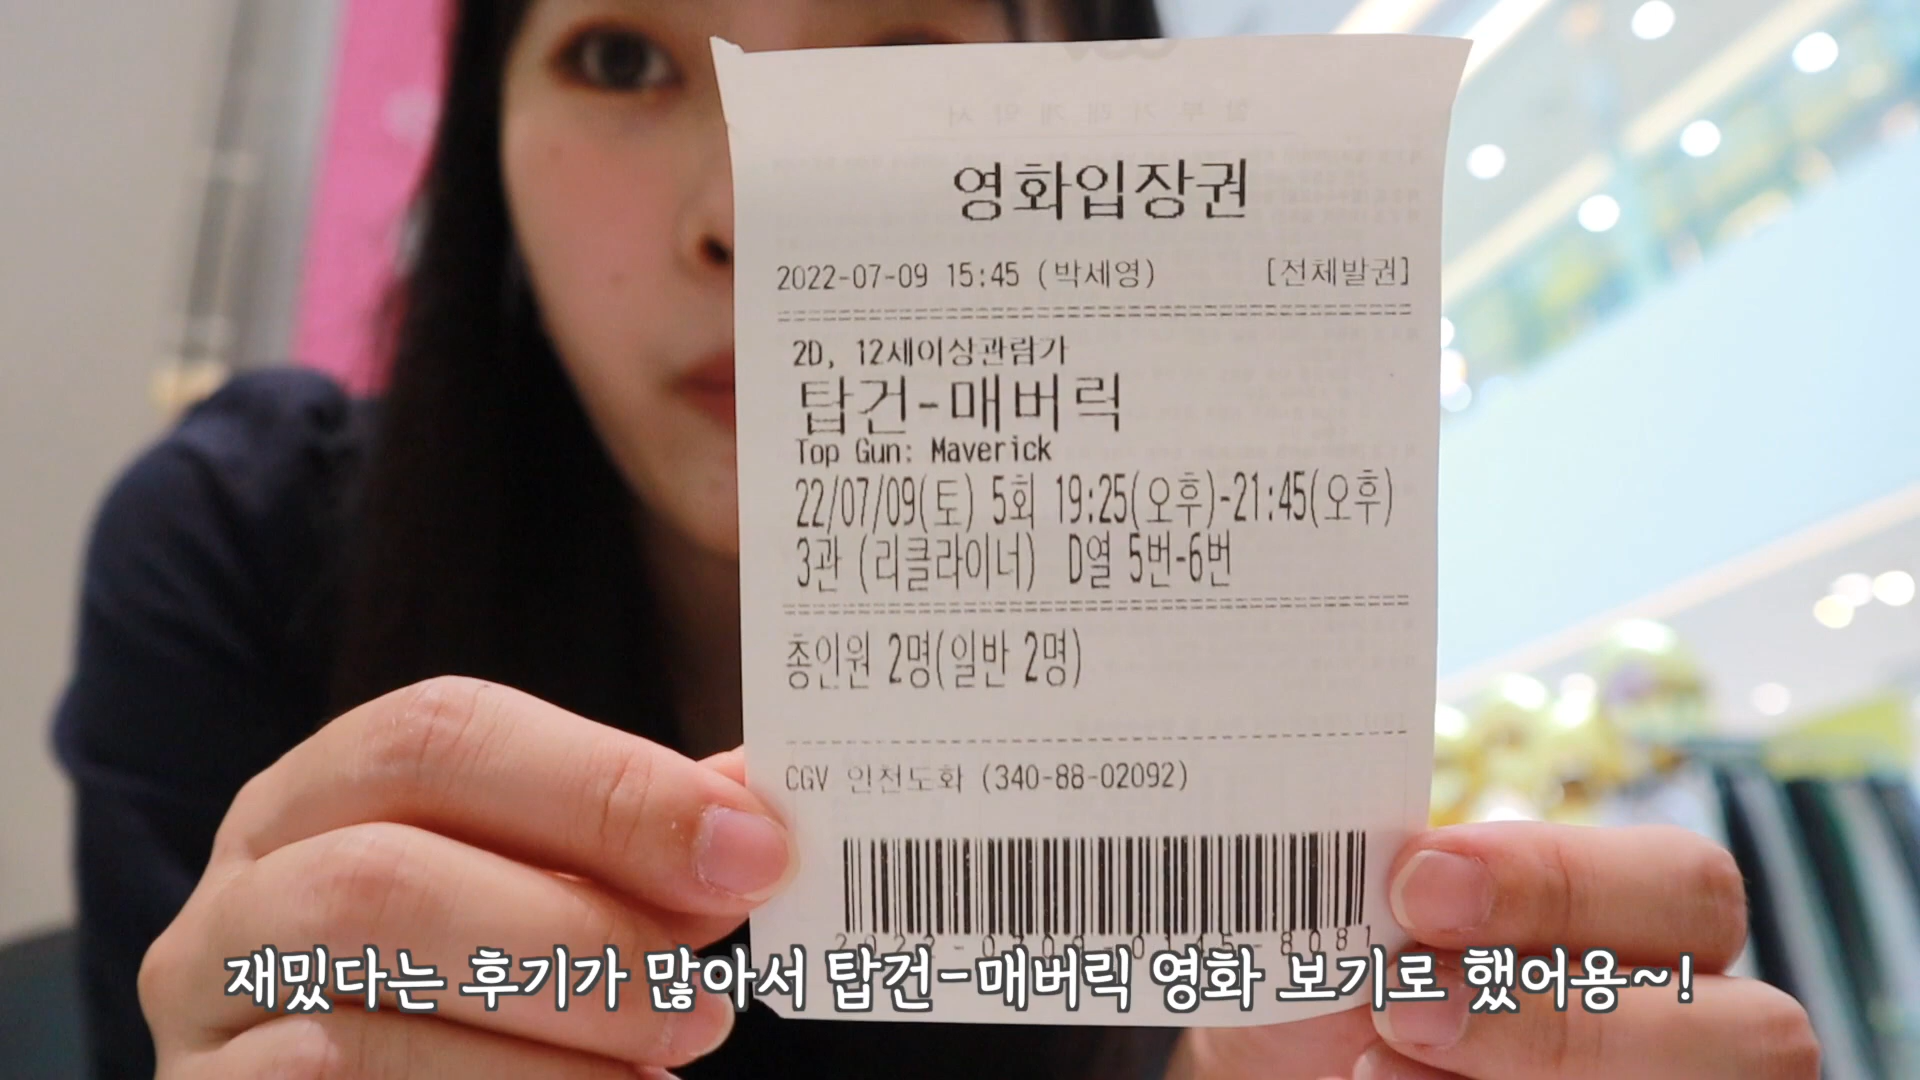 영화입장권
2022-07-09 15:45 (박세영) [전체발권]
2D, 12세이상관람가
탑건-매버릭
Top Gun: Maverick
22/07/09(토) 5회 19:25(오후)-21:45(오후)
3관 (리클라이너) D열 5번-6번
총인원 2명(일반 2명)
CGV 인천도화 (340-88-02092)
재밌다는 후기가 많아서 탑건-매버릭 영화 보기로 했어용~!